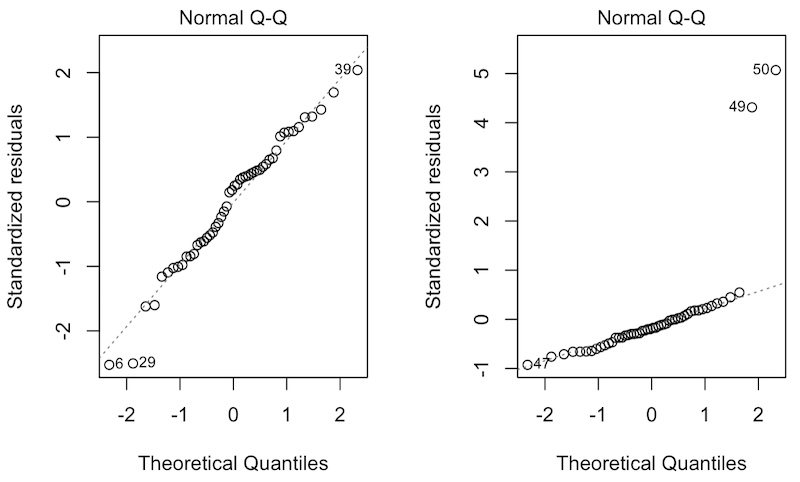 Normal Q-Q
Standardized residuals
2
1
0
-1
-2
39
6
29
-2 -1 0 1 2
Theoretical Quantiles
Normal Q-Q
Standardized residuals
5
4
3
2
1
0
-1
50
49
47
-2 -1 0 1 2
Theoretical Quantiles